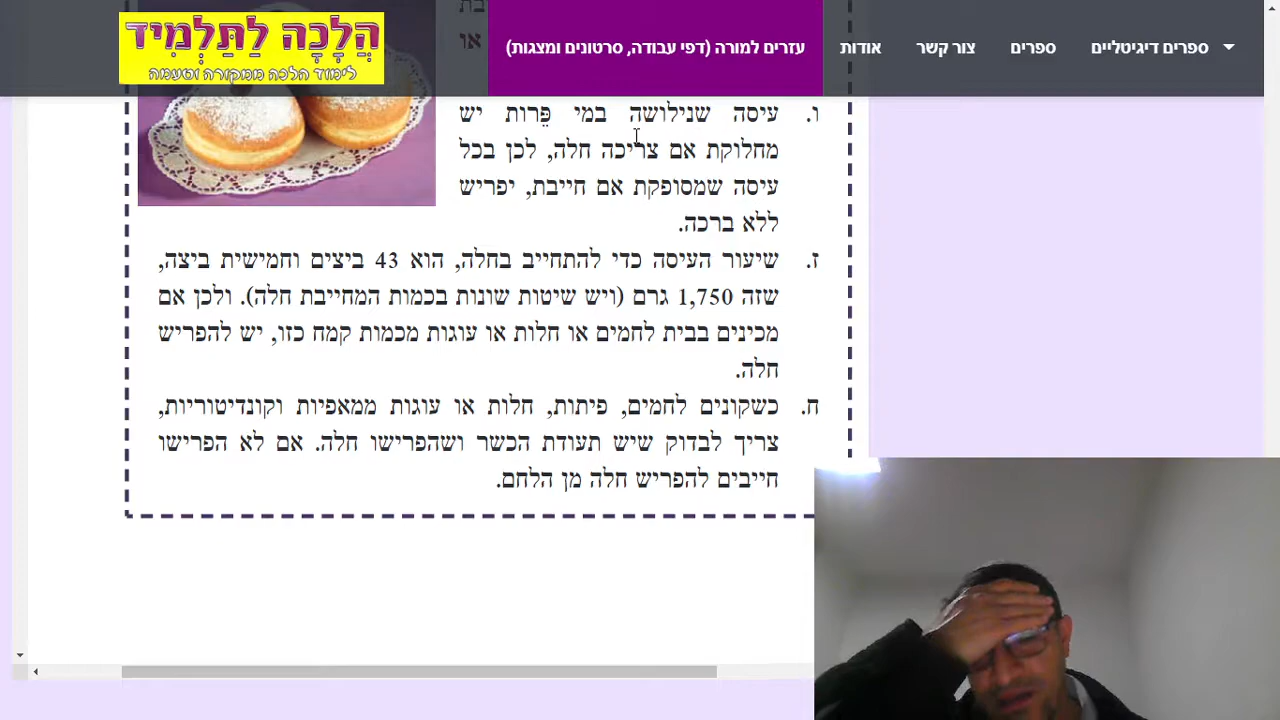 הֲלָכָה לַתַּלְמִיד
לימוד הלכה ממקורה וטעמה
עזרים למורה (דפי עבודה, סרטונים ומצגות)
אודות
צור קשר
ספרים
ספרים דיגיטליים
או
ו. עיסה שנילושה במי פֵּרות יש
מחלוקת אם צריכה חלה, לכן בכל
עיסה שמסופקת אם חייבת, יפריש
ללא ברכה.
ז. שיעור העיסה כדי להתחייב בחלה, הוא 43 ביצים וחמישית ביצה,
שזה 1,750 גרם (ויש שיטות שונות בכמות המחייבת חלה). ולכן אם
מכינים בבית לחמים או חלות או עוגות מכמות קמח כזו, יש להפריש
חלה.
ח. כשקונים לחמים, פיתות, חלות או עוגות ממאפיות וקונדיטוריות,
צריך לבדוק שיש תעודת הכשר ושהפרישו חלה. אם לא הפרישו
חייבים להפריש חלה מן הלחם.